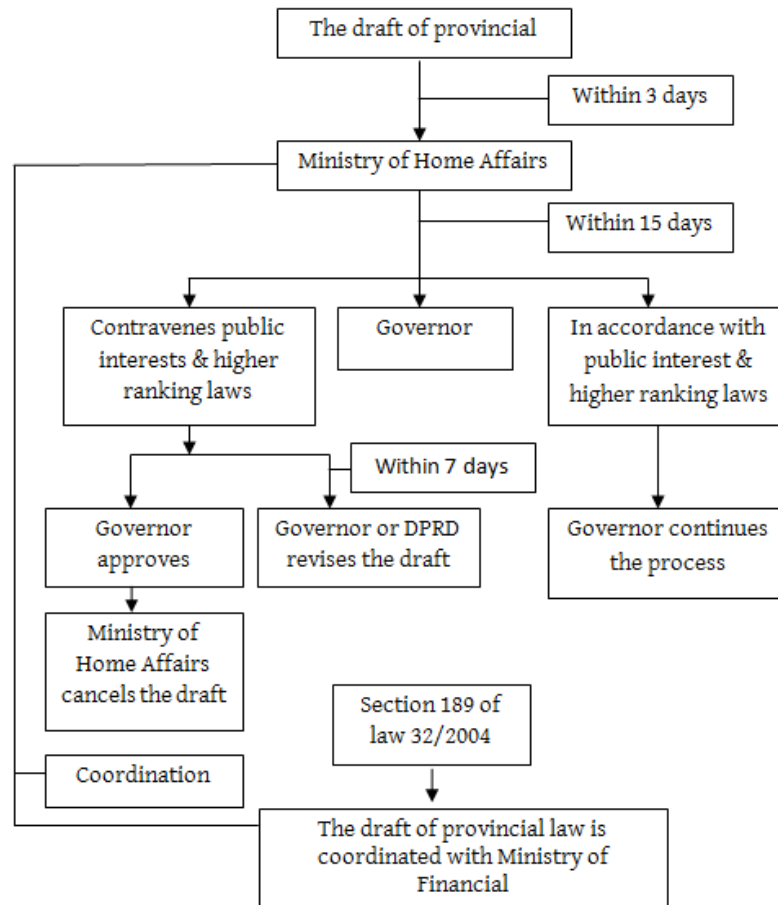 The draft of provincial
Within 3 days
Ministry of Home Affairs
Within 15 days
Contravenes public
interests & higher
ranking laws
Governor
In accordance with
public interest &
higher ranking laws
Within 7 days
Governor
approves
Governor or DPRD
revises the draft
Governor continues
the process
Ministry of
Home Affairs
cancels the draft
Section 189 of
law 32/2004
Coordination
The draft of provincial law is
coordinated with Ministry of
Financial